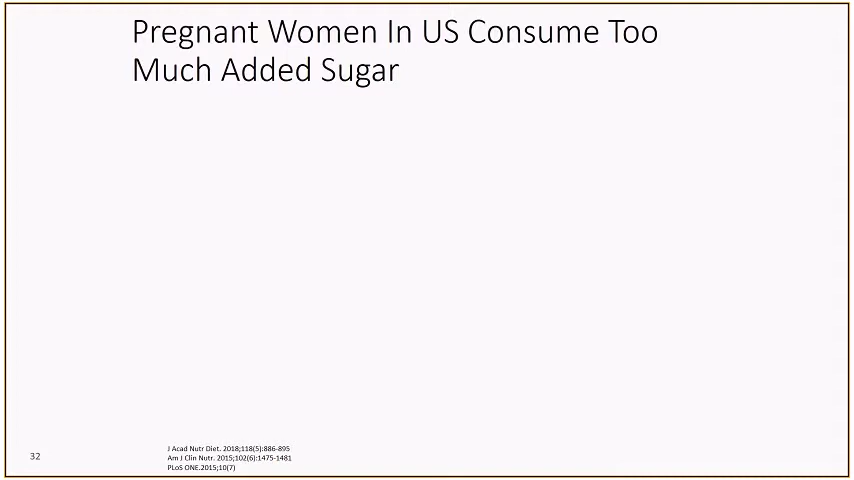 Pregnant Women In US Consume Too
Much Added Sugar
J Acad Nutr Diet. 2018;118(5):886-895
Am J Clin Nutr. 2015;102(6):1475-1481
PLoS ONE.2015;10(7)
32